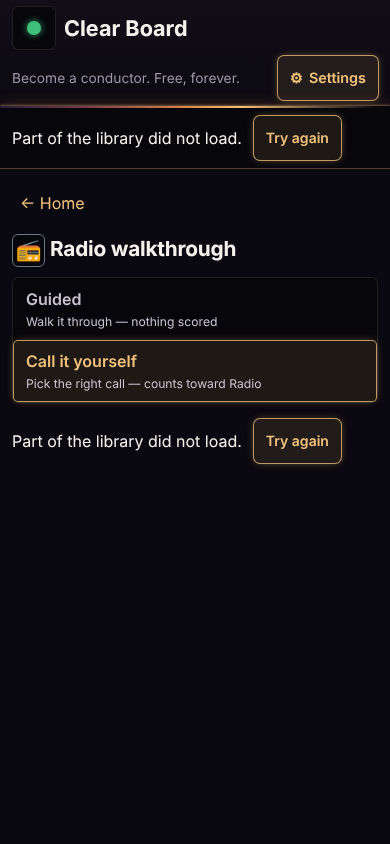 Clear Board
Become a conductor. Free, forever.
⚙ Settings
Part of the library did not load.
Try again
← Home
Radio walkthrough
Guided
Walk it through — nothing scored
Call it yourself
Pick the right call — counts toward Radio
Part of the library did not load.
Try again